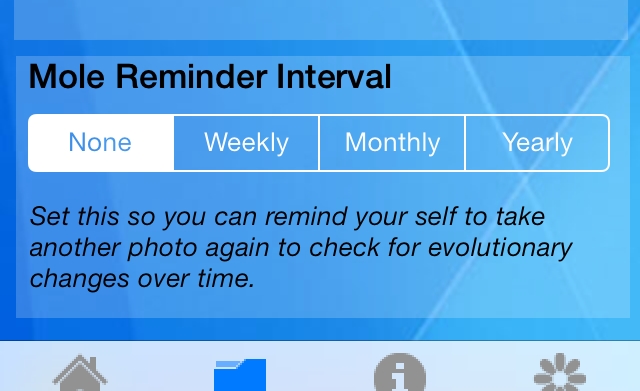 Mole Reminder Interval
None Weekly Monthly Yearly
Set this so you can remind your self to take
another photo again to check for evolutionary
changes over time.